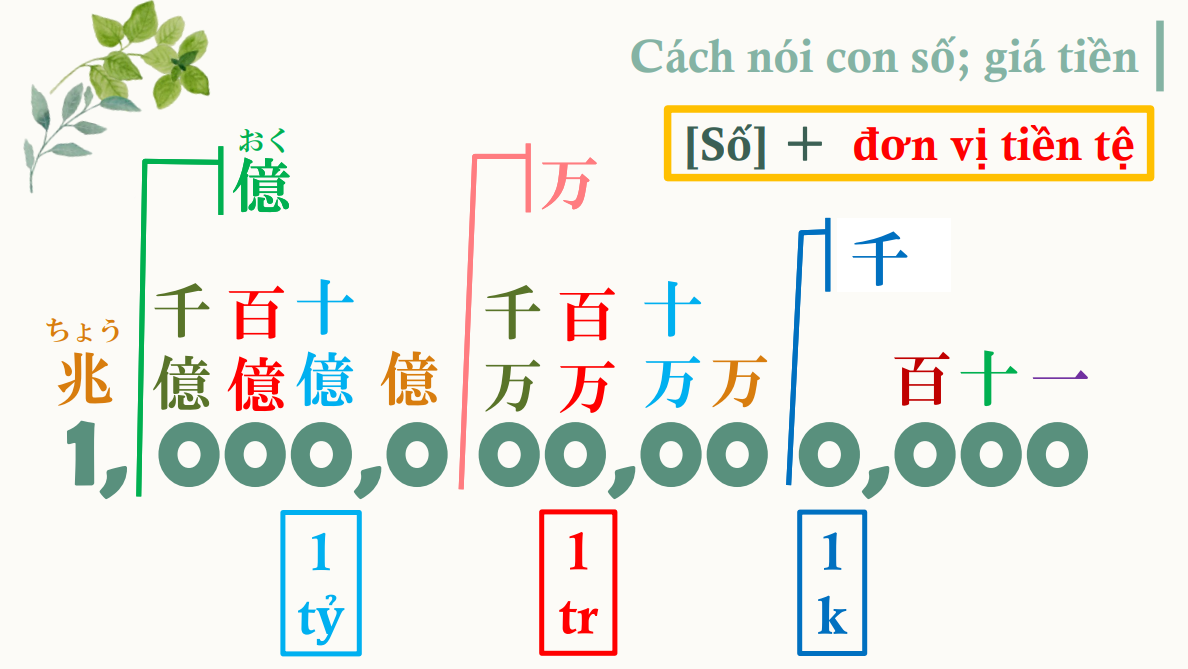 Cách nói con số; giá tiền
[Số] + đơn vị tiền tệ
おく
億
万
千
千 百 十 千 百 十
ちょう
兆 億 億 億 億 万 万 万 万 百 十 一
1,000,000,000,000
1 1 1
tỷ tr k